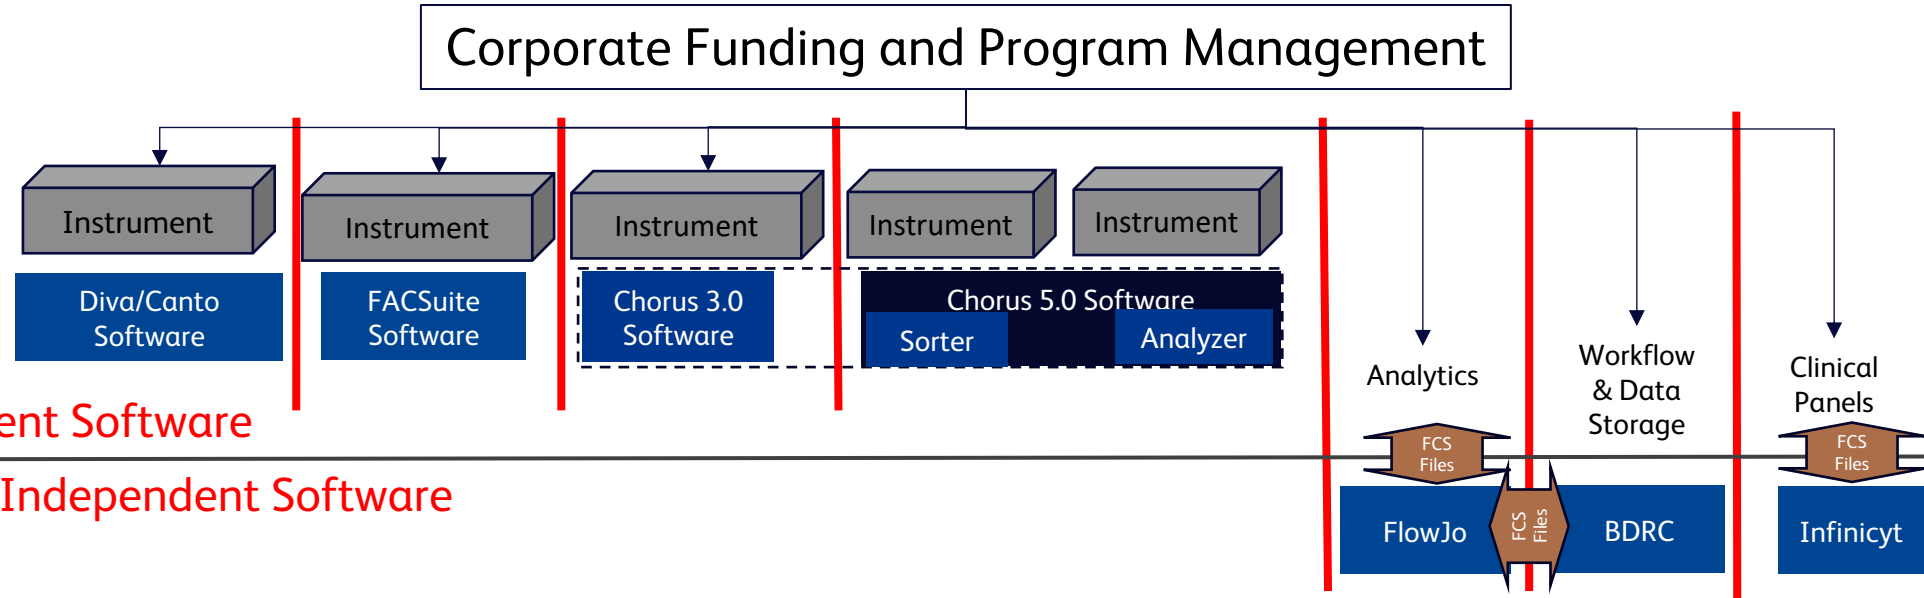 Corporate Funding and Program Management
Instrument
Instrument
Instrument
Instrument
Instrument
Diva/Canto
Software
FACSuite
Software
Chorus 3.0
Software
Chorus 5.0 Software
Sorter
Analyzer
Analytics
Workflow
& Data
Storage
Clinical
Panels
ent Software
Independent Software
FCS
Files
FCS
Files
FCS
Files
FlowJo
BDRC
Infinicyt